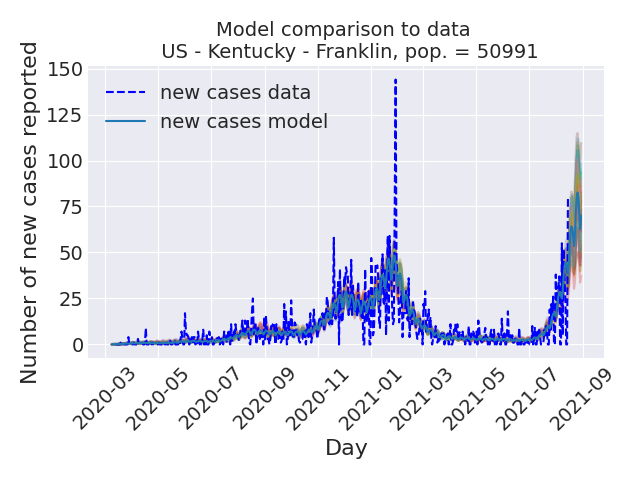 Model comparison to data
US - Kentucky - Franklin, pop. = 50991
Number of new cases reported
150
125
100
75
50
25
0
new cases data
new cases model
2020-03
2020-05
2020-07
2020-09
2020-11
2021-01
2021-03
2021-05
2021-07
2021-09
Day